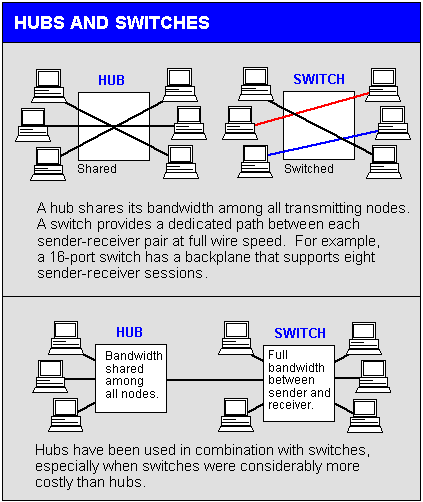 HUBS AND SWITCHES
HUB
SWITCH
Shared
Switched
A hub shares its bandwidth among all transmitting nodes.
A switch provides a dedicated path between each
sender-receiver pair at full wire speed. For example,
a 16-port switch has a backplane that supports eight
sender-receiver sessions.
HUB
SWITCH
Bandwidth
shared
among
all nodes.
Full
bandwidth
between
sender and
receiver.
Hubs have been used in combination with switches,
especially when switches were considerably more
costly than hubs.